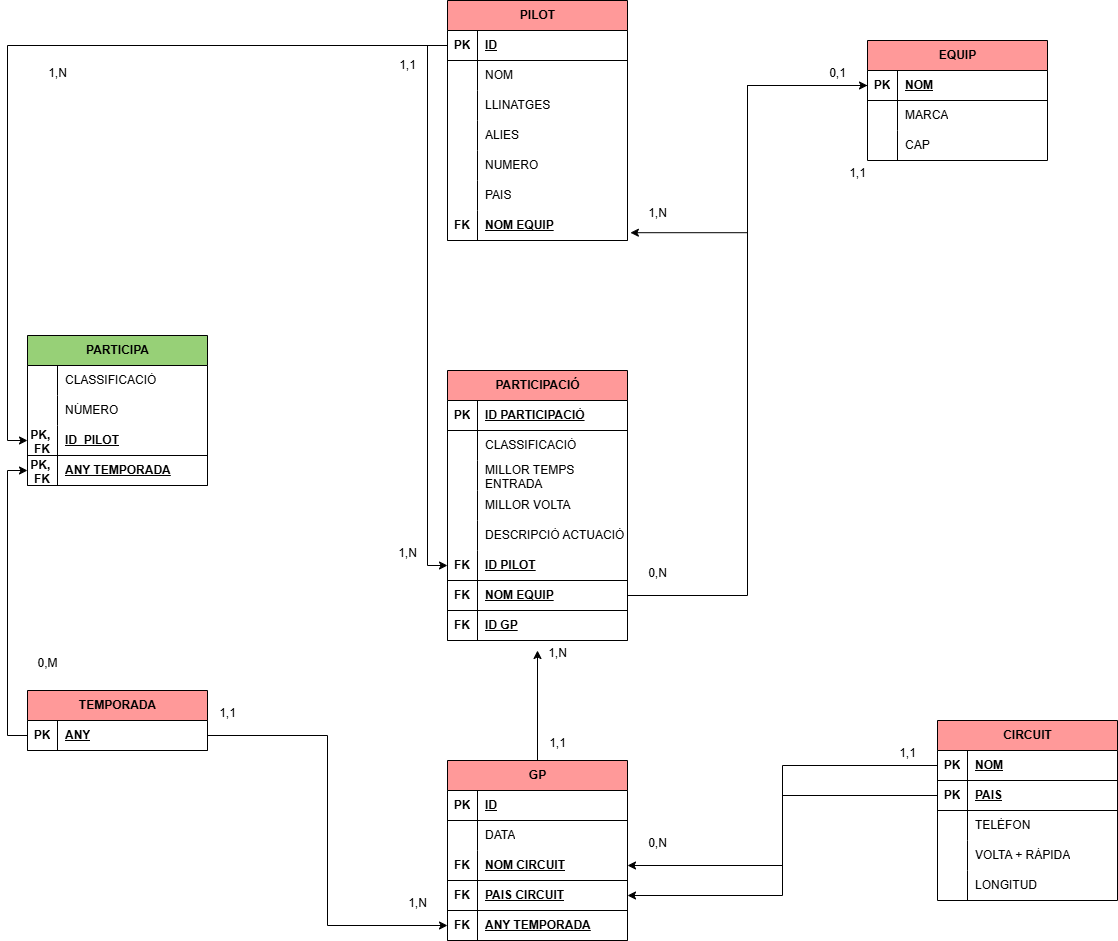 PILOT
PK ID
NOM
LLINATGES
ALIES
NUMERO
PAIS
FK NOM EQUIP
1,N
1,1
0,1
EQUIP
PK NOM
MARCA
CAP
1,1
1,N
PARTICIPA
CLASSIFICACIÓ
NÚMERO
PK,
FK ID PILOT
PK,
FK ANY TEMPORADA
PARTICIPACIÓ
PK ID PARTICIPACIÓ
CLASSIFICACIÓ
MILLOR TEMPS
ENTRADA
MILLOR VOLTA
DESCRIPCIÓ ACTUACIÓ
FK ID PILOT
FK NOM EQUIP
FK ID GP
1,N
0,N
1,N
0,M
TEMPORADA
PK ANY
1,1
1,1
GP
PK ID
DATA
FK NOM CIRCUIT
FK PAIS CIRCUIT
FK ANY TEMPORADA
1,N
0,N
1,1
CIRCUIT
PK NOM
PK PAIS
TELÉFON
VOLTA + RÀPIDA
LONGITUD